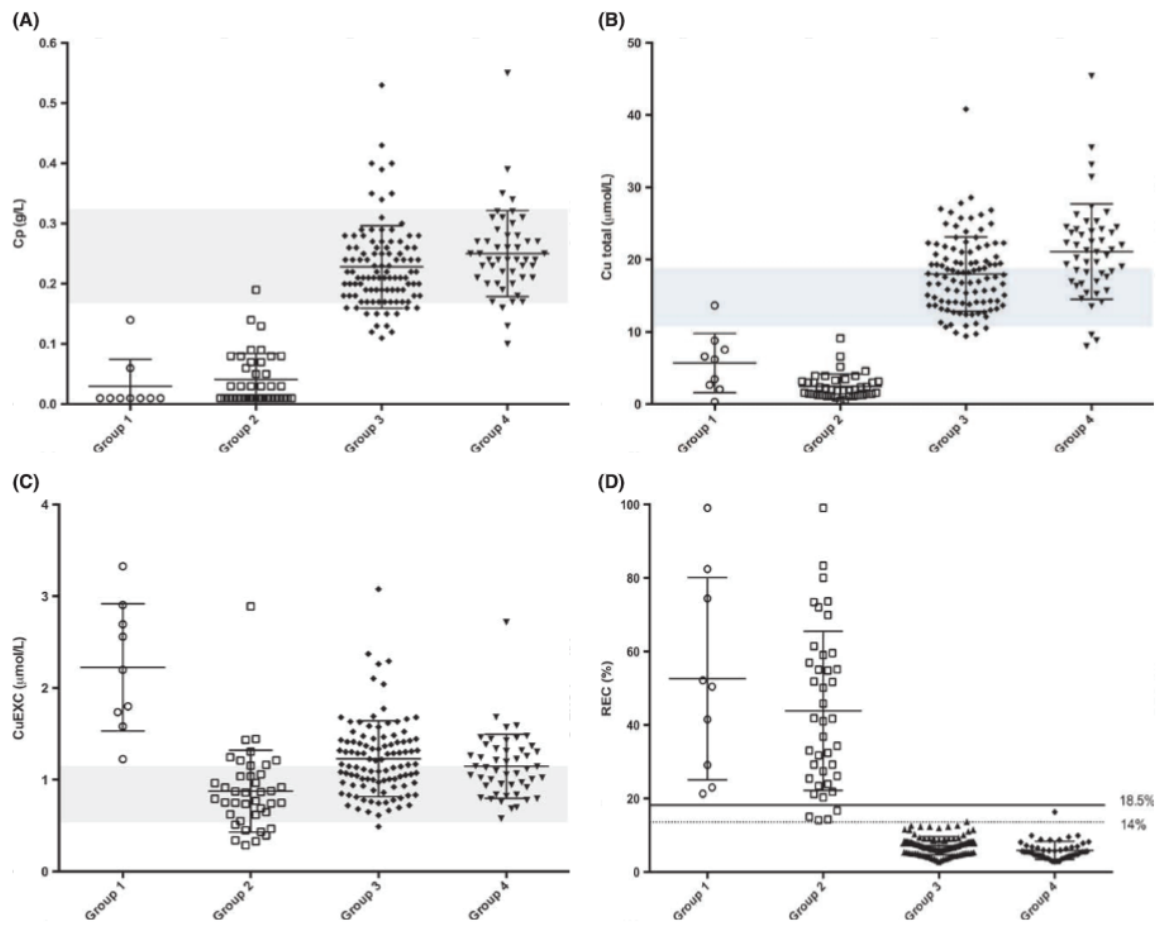 (A)
Cp (g/L)
0.6
0.5
0.4
0.3
0.2
0.1
0.0
Group 1
Group 2
Group 3
Group 4
(B)
Cu total (μmol/L)
50
40
30
20
10
0
Group 1
Group 2
Group 3
Group 4
(C)
CuEXC (μmol/L)
4
3
2
1
0
Group 1
Group 2
Group 3
Group 4
(D)
REC (%)
100
80
60
40
20
0
18.5%
14%
Group 1
Group 2
Group 3
Group 4